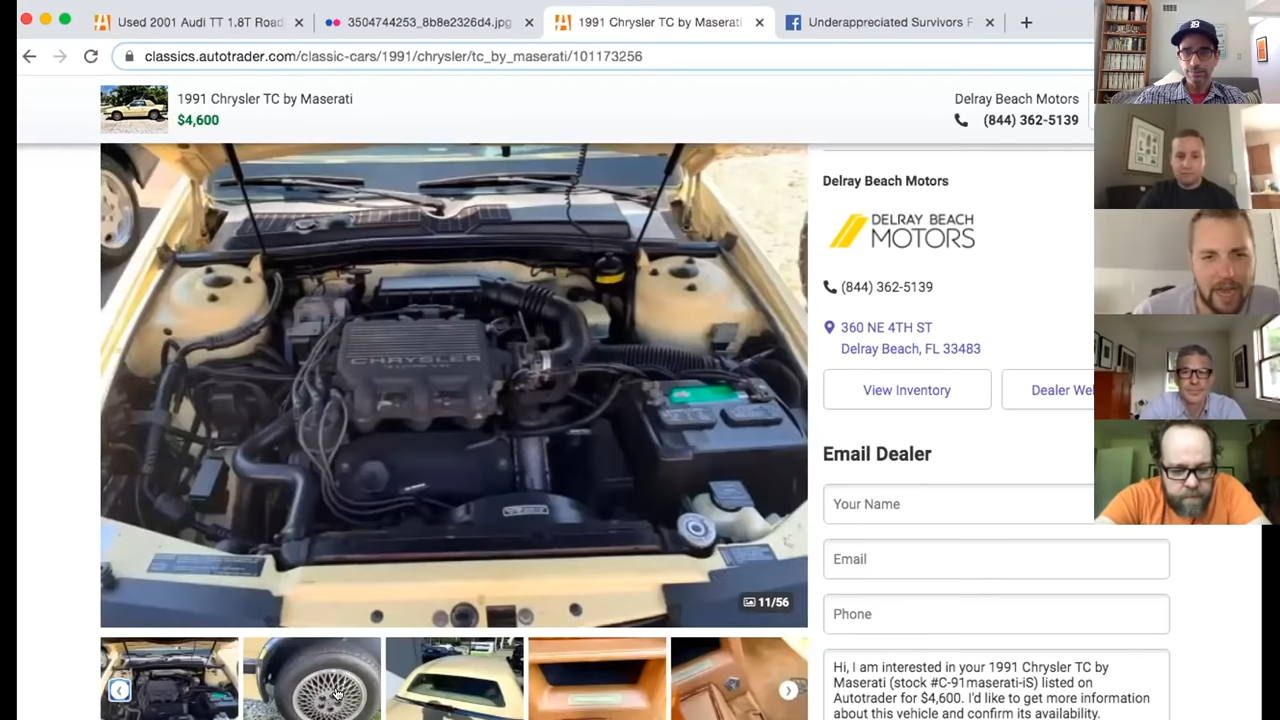 Used 2001 Audi TT 1.8T Road
3504744253_8b5e2326d4.jpg
1991 Chrysler TC by Maserati
Underappreciated Survivors F
classics.autotrader.com/classic-cars/1991/chrysler/tc_by_maserati/101173256
1991 Chrysler TC by Maserati
$4,600
Delray Beach Motors
(844) 362-5139
CHRYSLER
11/56
Delray Beach Motors
DELRAY BEACH
MOTORS
(844) 362-5139
360 NE 4TH ST
Delray Beach, FL 33483
View Inventory
Dealer We
Email Dealer
Your Name
Email
Phone
Hi, I am interested in your 1991 Chrysler TC by
Maserati (stock #C-91maserati-iS) listed on
Autotrader for $4,600. I'd like to get more information
about this vehicle and confirm its availability.